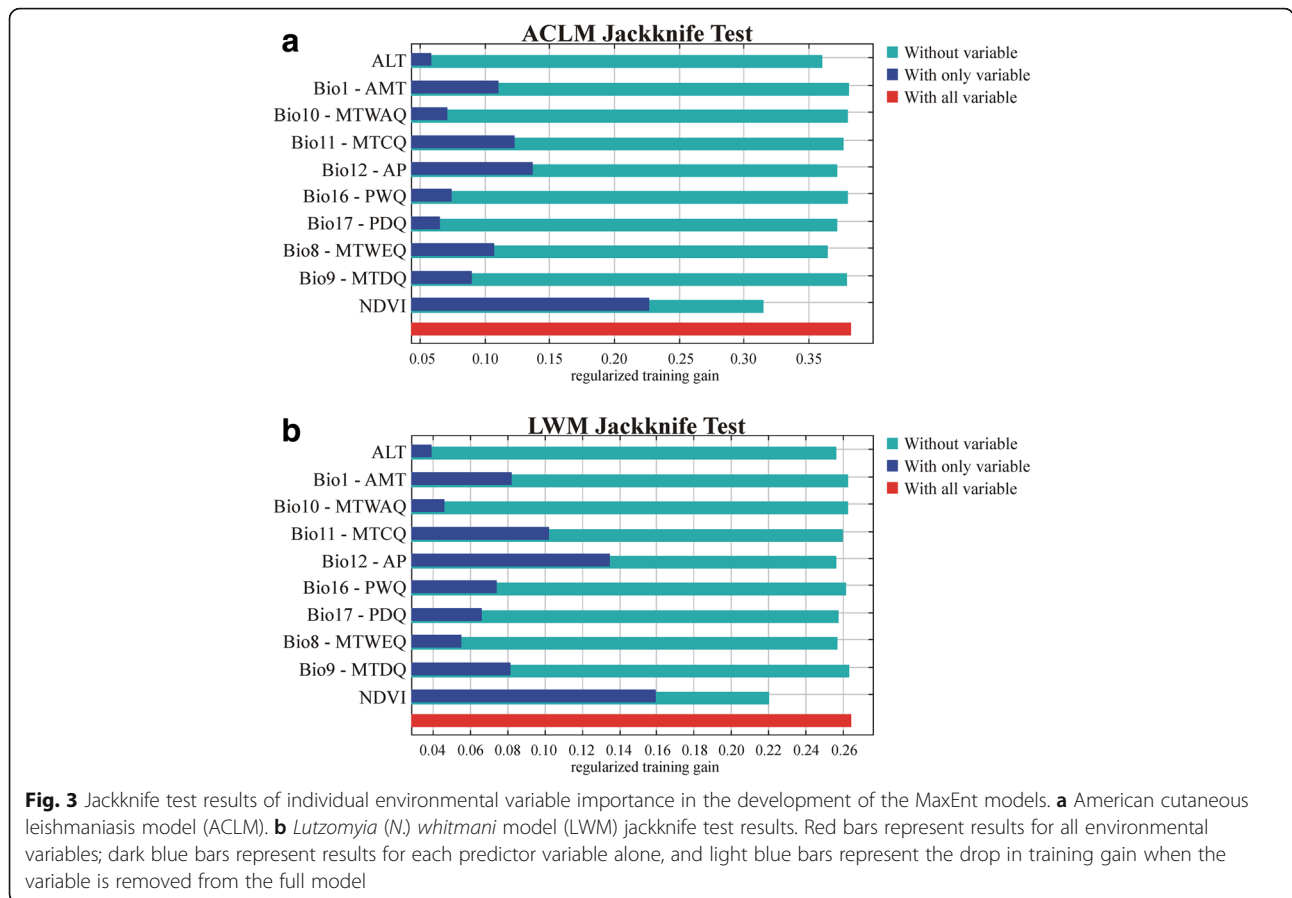 a
ACLM Jackknife Test
ALT
Bio1 - AMT
Bio10 - MTWAQ
Bio11 - MTCQ
Bio12 - AP
Bio16 - PWQ
Bio17 - PDQ
Bio8 - MTWEQ
Bio9 - MTDQ
NDVI
Without variable
With only variable
With all variable
0.05 0.10 0.15 0.20 0.25 0.30 0.35
regularized training gain
b
LWM Jackknife Test
ALT
Bio1 - AMT
Bio10 - MTWAQ
Bio11 - MTCQ
Bio12 - AP
Bio16 - PWQ
Bio17 - PDQ
Bio8 - MTWEQ
Bio9 - MTDQ
NDVI
Without variable
With only variable
With all variable
0.04 0.06 0.08 0.10 0.12 0.14 0.16 0.18 0.20 0.22 0.24 0.26
regularized training gain
Fig. 3 Jackknife test results of individual environmental variable importance in the development of the MaxEnt models. a American cutaneous
leishmaniasis model (ACLM). b Lutzomyia (N.) whitmani model (LWM) jackknife test results. Red bars represent results for all environmental
variables; dark blue bars represent results for each predictor variable alone, and light blue bars represent the drop in training gain when the
variable is removed from the full model